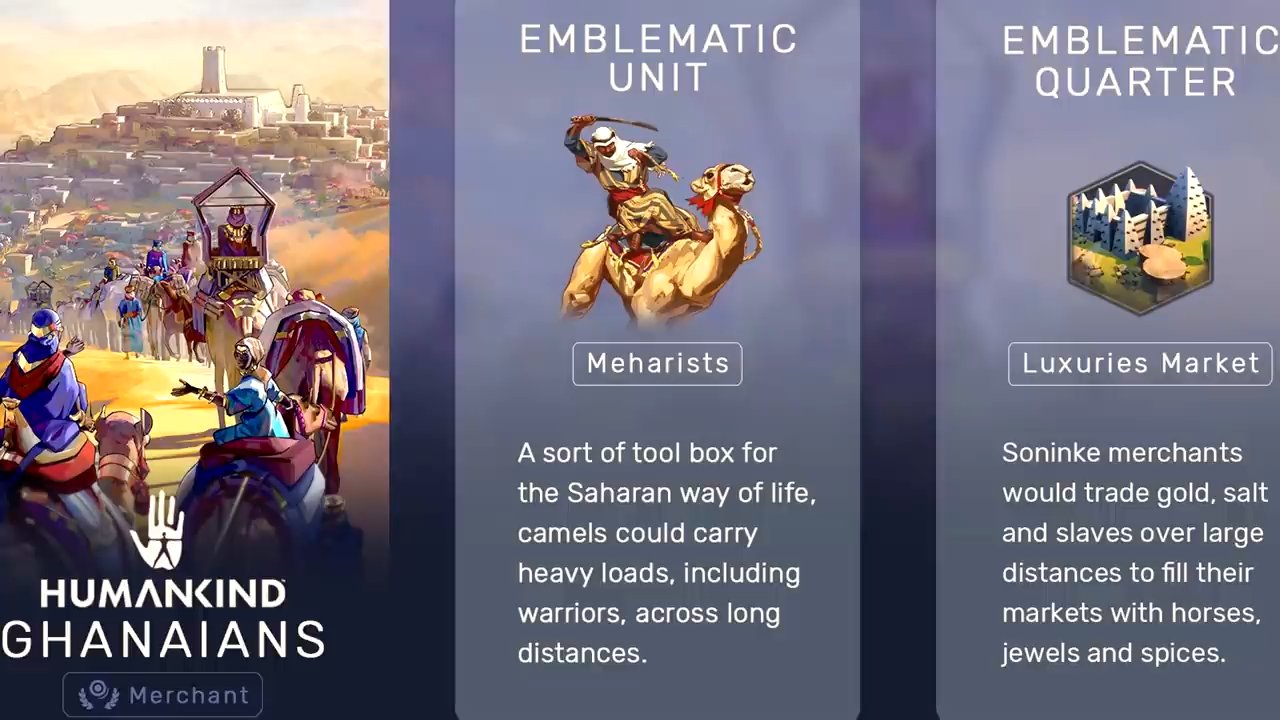 HUMANKIND
GHANAIANS
Merchant
EMBLEMATIC
UNIT
Meharists
A sort of tool box for
the Saharan way of life,
camels could carry
heavy loads, including
warriors, across long
distances.
EMBLEMATIC
QUARTER
Luxuries Market
Soninke merchants
would trade gold, salt
and slaves over large
distances to fill their
markets with horses,
jewels and spices.